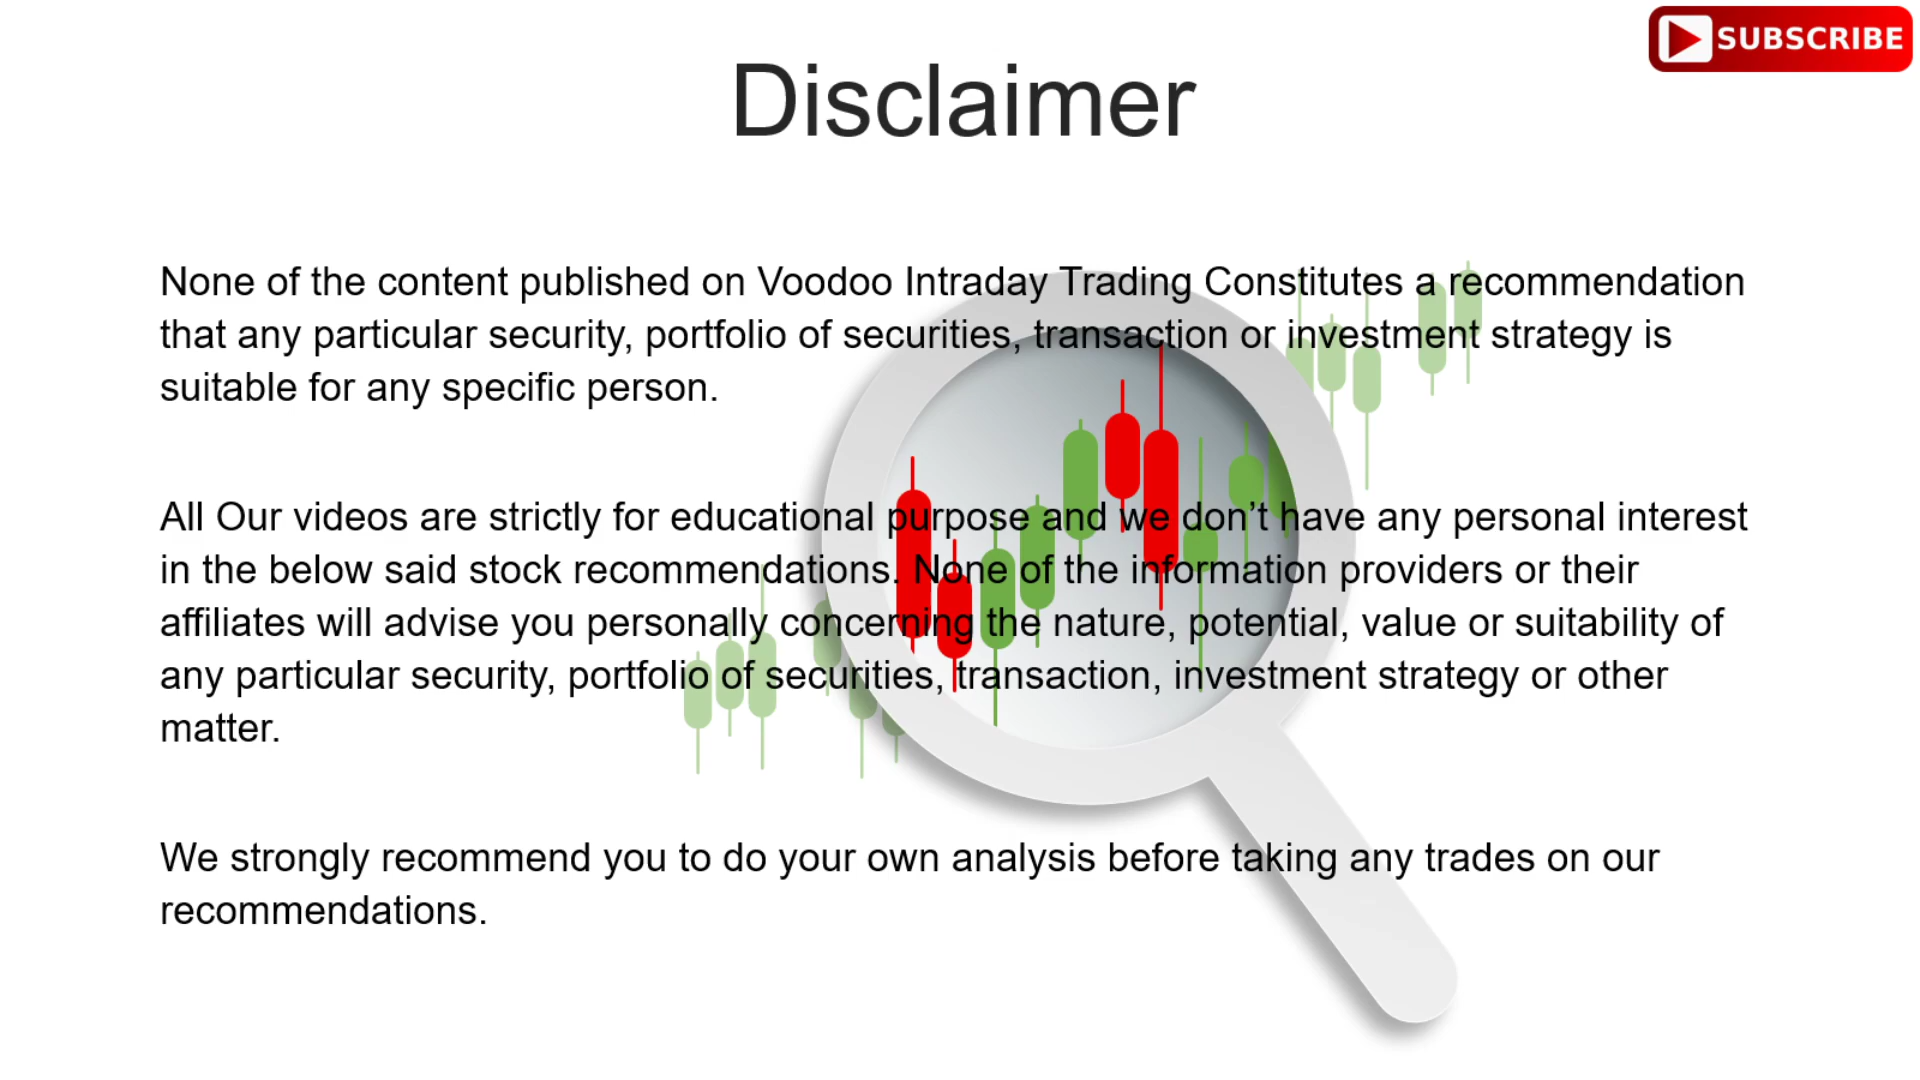 SUBSCRIBE
Disclaimer
None of the content published on Voodoo Intraday Trading Constitutes a recommendation
that any particular security, portfolio of securities, transaction or investment strategy is
suitable for any specific person.
All Our videos are strictly for educational purpose and we don’t have any personal interest
in the below said stock recommendations. None of the information providers or their
affiliates will advise you personally concerning the nature, potential, value or suitability of
any particular security, portfolio of securities, transaction, investment strategy or other
matter.
We strongly recommend you to do your own analysis before taking any trades on our
recommendations.